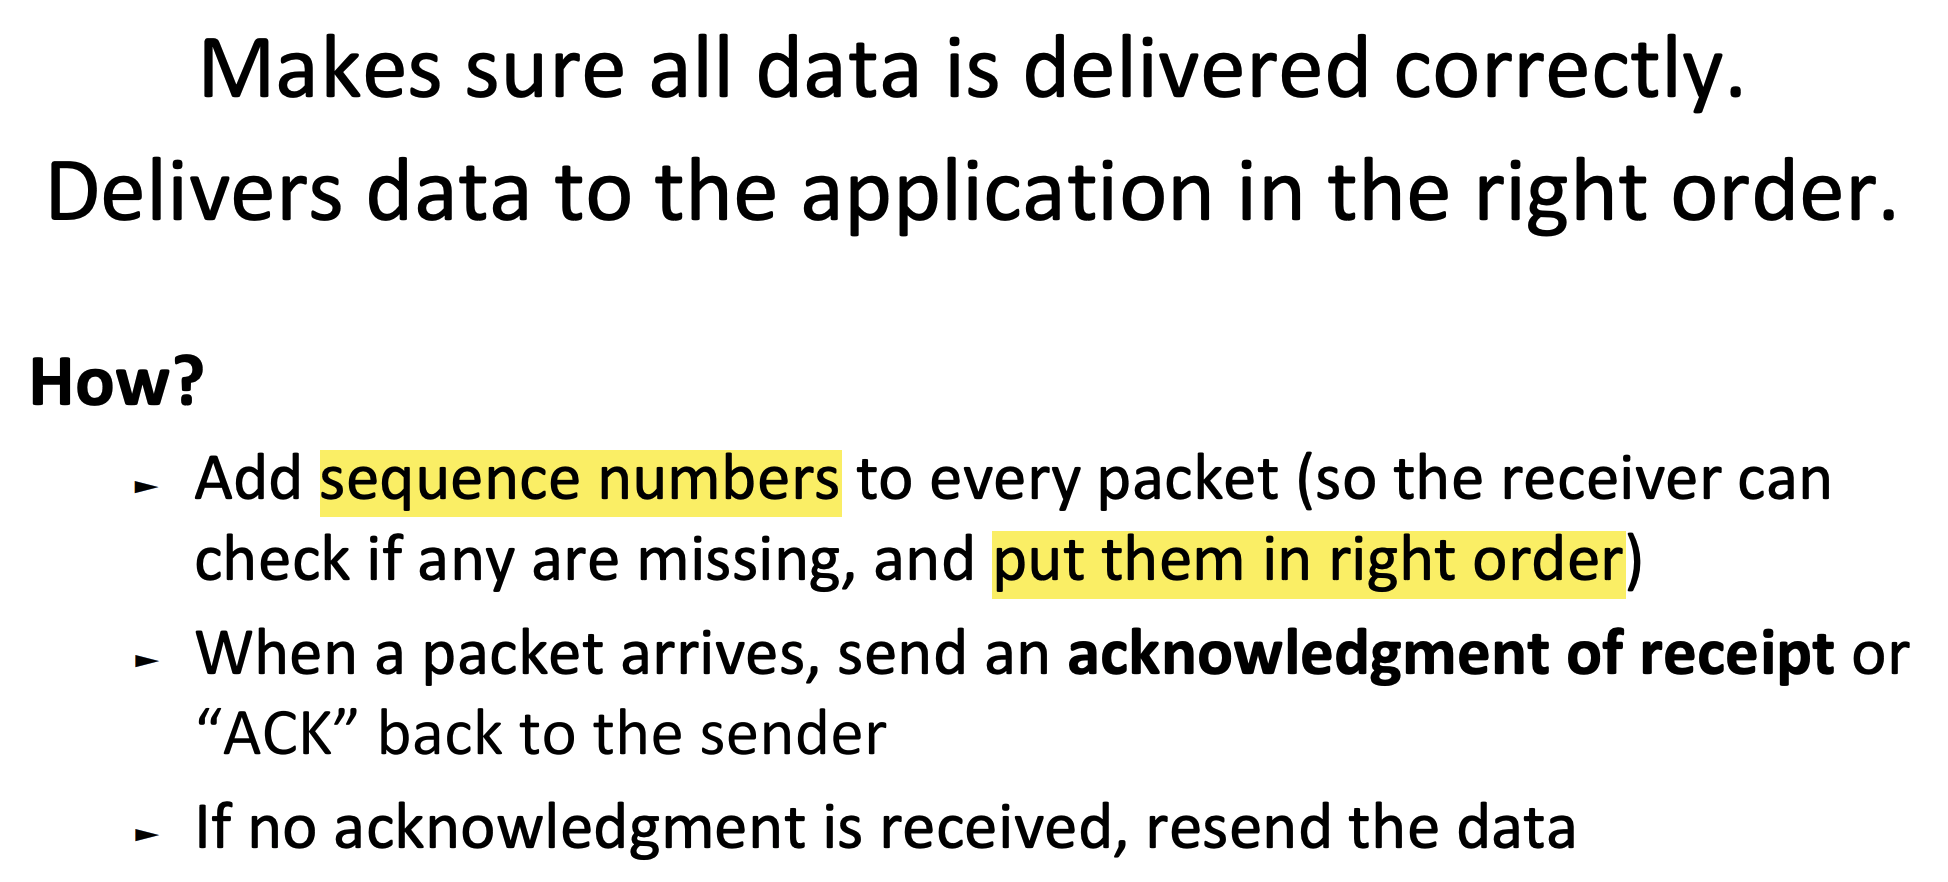 Makes sure all data is delivered correctly.
Delivers data to the application in the right order.
How?
► Add sequence numbers to every packet (so the receiver can
check if any are missing, and put them in right order)
► When a packet arrives, send an acknowledgment of receipt or
“ACK” back to the sender
► If no acknowledgment is received, resend the data